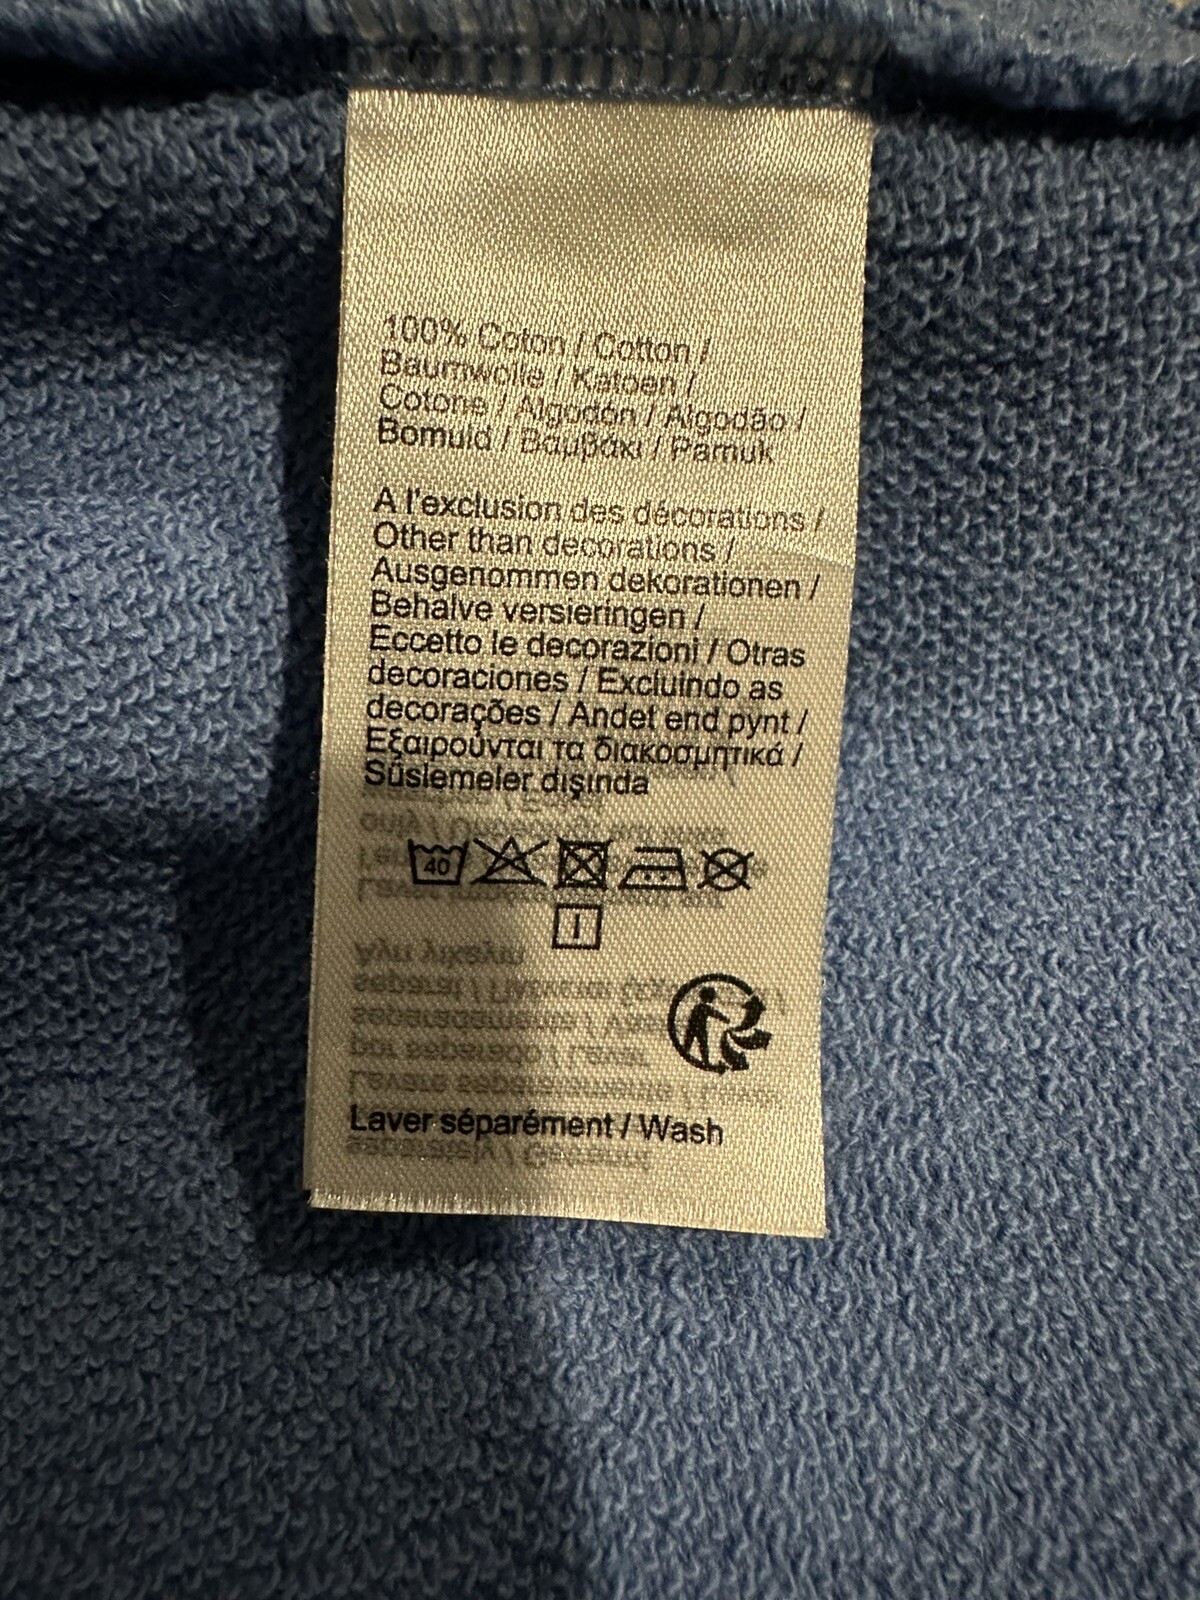 100% Coton / Cotton /
Baumwolle / Katoen /
Cotone / Algodón / Algodão /
Bomuld / Βαμβάκι / Pamuk
A l'exclusion des décorations /
Other than decorations /
Ausgenommen dekorationen /
Behalve versieringen /
Eccetto le decorazioni / Otras
decoraciones / Excluindo as
decorações / Andet end pynt /
Εξαιρούνται τα διακοσμητικά /
Süslemeler dışında
40
Laver séparément / Wash